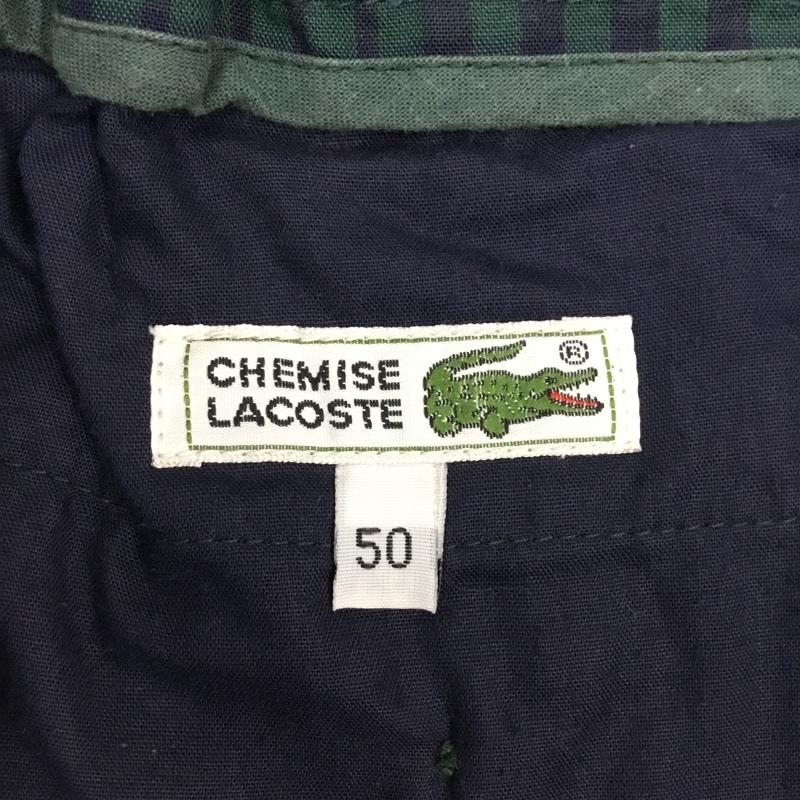 CHEMISE
LACOSTE
®
50